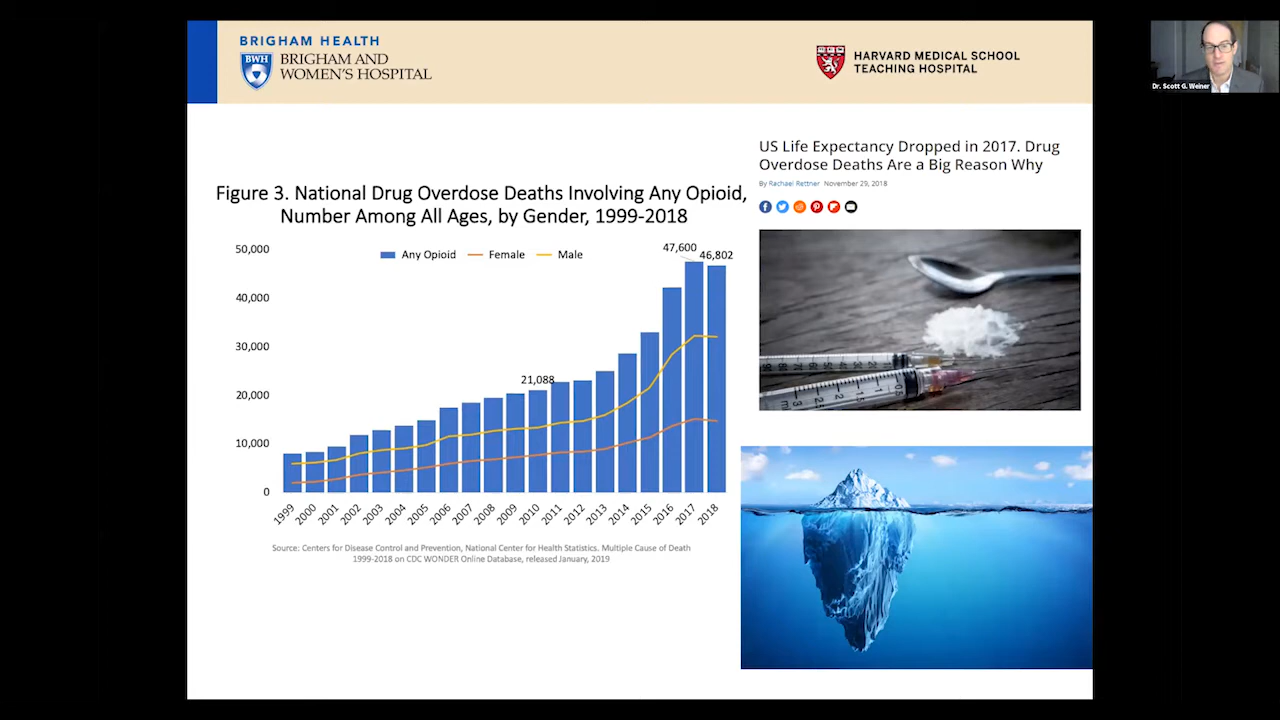 BRIGHAM HEALTH
BWH
BRIGHAM AND
WOMEN'S HOSPITAL
HARVARD MEDICAL SCHOOL
TEACHING HOSPITAL
Dr. Scott G. Weiner
US Life Expectancy Dropped in 2017. Drug
Overdose Deaths Are a Big Reason Why
By Rachael Rettner November 29, 2018
Figure 3. National Drug Overdose Deaths Involving Any Opioid,
Number Among All Ages, by Gender, 1999-2018
Any Opioid Female Male
50,000
40,000
30,000
20,000
10,000
0
47,600
46,802
21,088
1999 2000 2001 2002 2003 2004 2005 2006 2007 2008 2009 2010 2011 2012 2013 2014 2015 2016 2017 2018
Source: Centers for Disease Control and Prevention, National Center for Health Statistics. Multiple Cause of Death
1999-2018 on CDC WONDER Online Database, released January, 2019